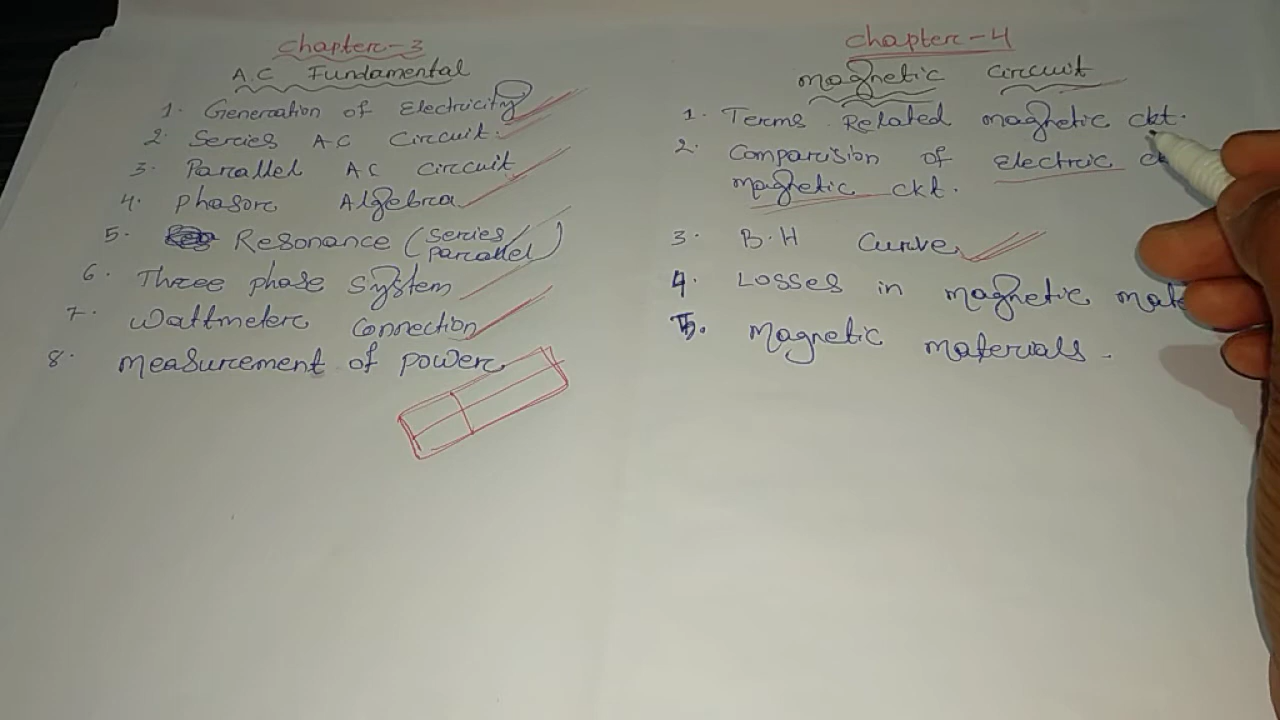 Chapter-3
A.C Fundamental
1. Generation of Electricity
2. Series A.C Circuit.
3. Parallel AC circuit
4. Phasor Algebra
5. Resonance (Series/
Parallel)
6. Three phase system
7. Wattmeter Connection
8. Measurement of power
Chapter-4
Magnetic Circuit
1. Terms Related magnetic ckt.
2. Comparision of electric
magnetic ckt.
3. B.H Curve
4. Losses in magnetic
5. Magnetic materials.